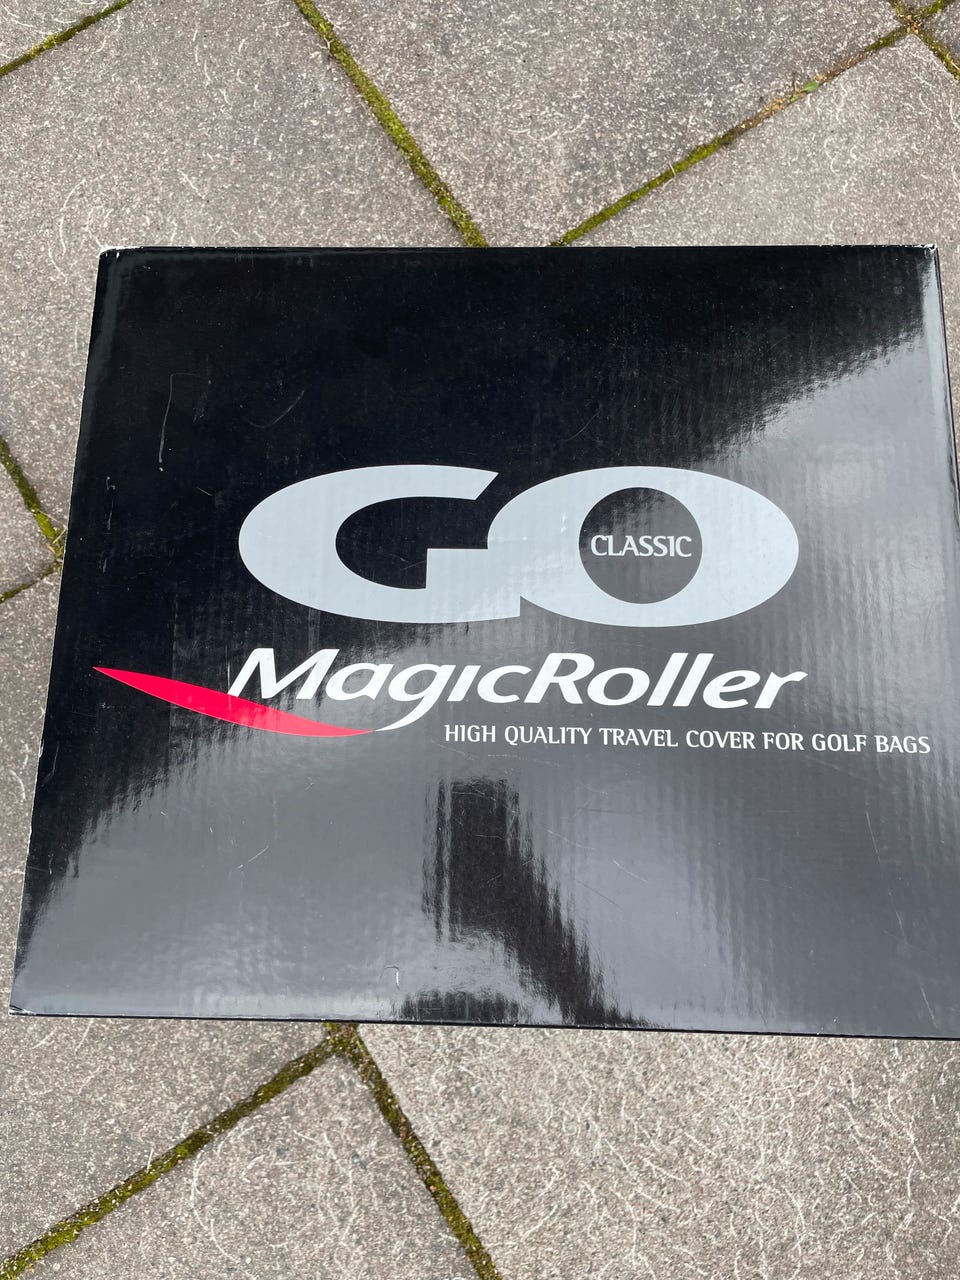 GO
CLASSIC
MagicRoller
HIGH QUALITY TRAVEL COVER FOR GOLF BAGS